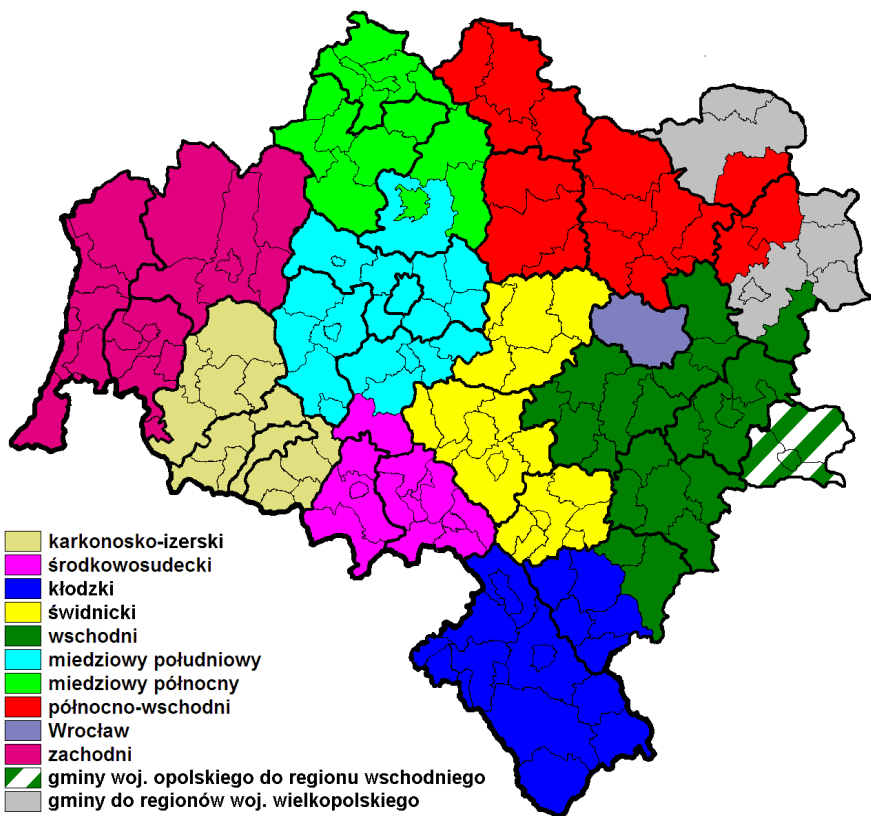 karkonosko-izerski
środkowosudecki
kłodzki
świdnicki
wschodni
miedziowy południowy
miedziowy północny
północno-wschodni
Wrocław
zachodni
gminy woj. opolskiego do regionu wschodniego
gminy do regionów woj. wielkopolskiego